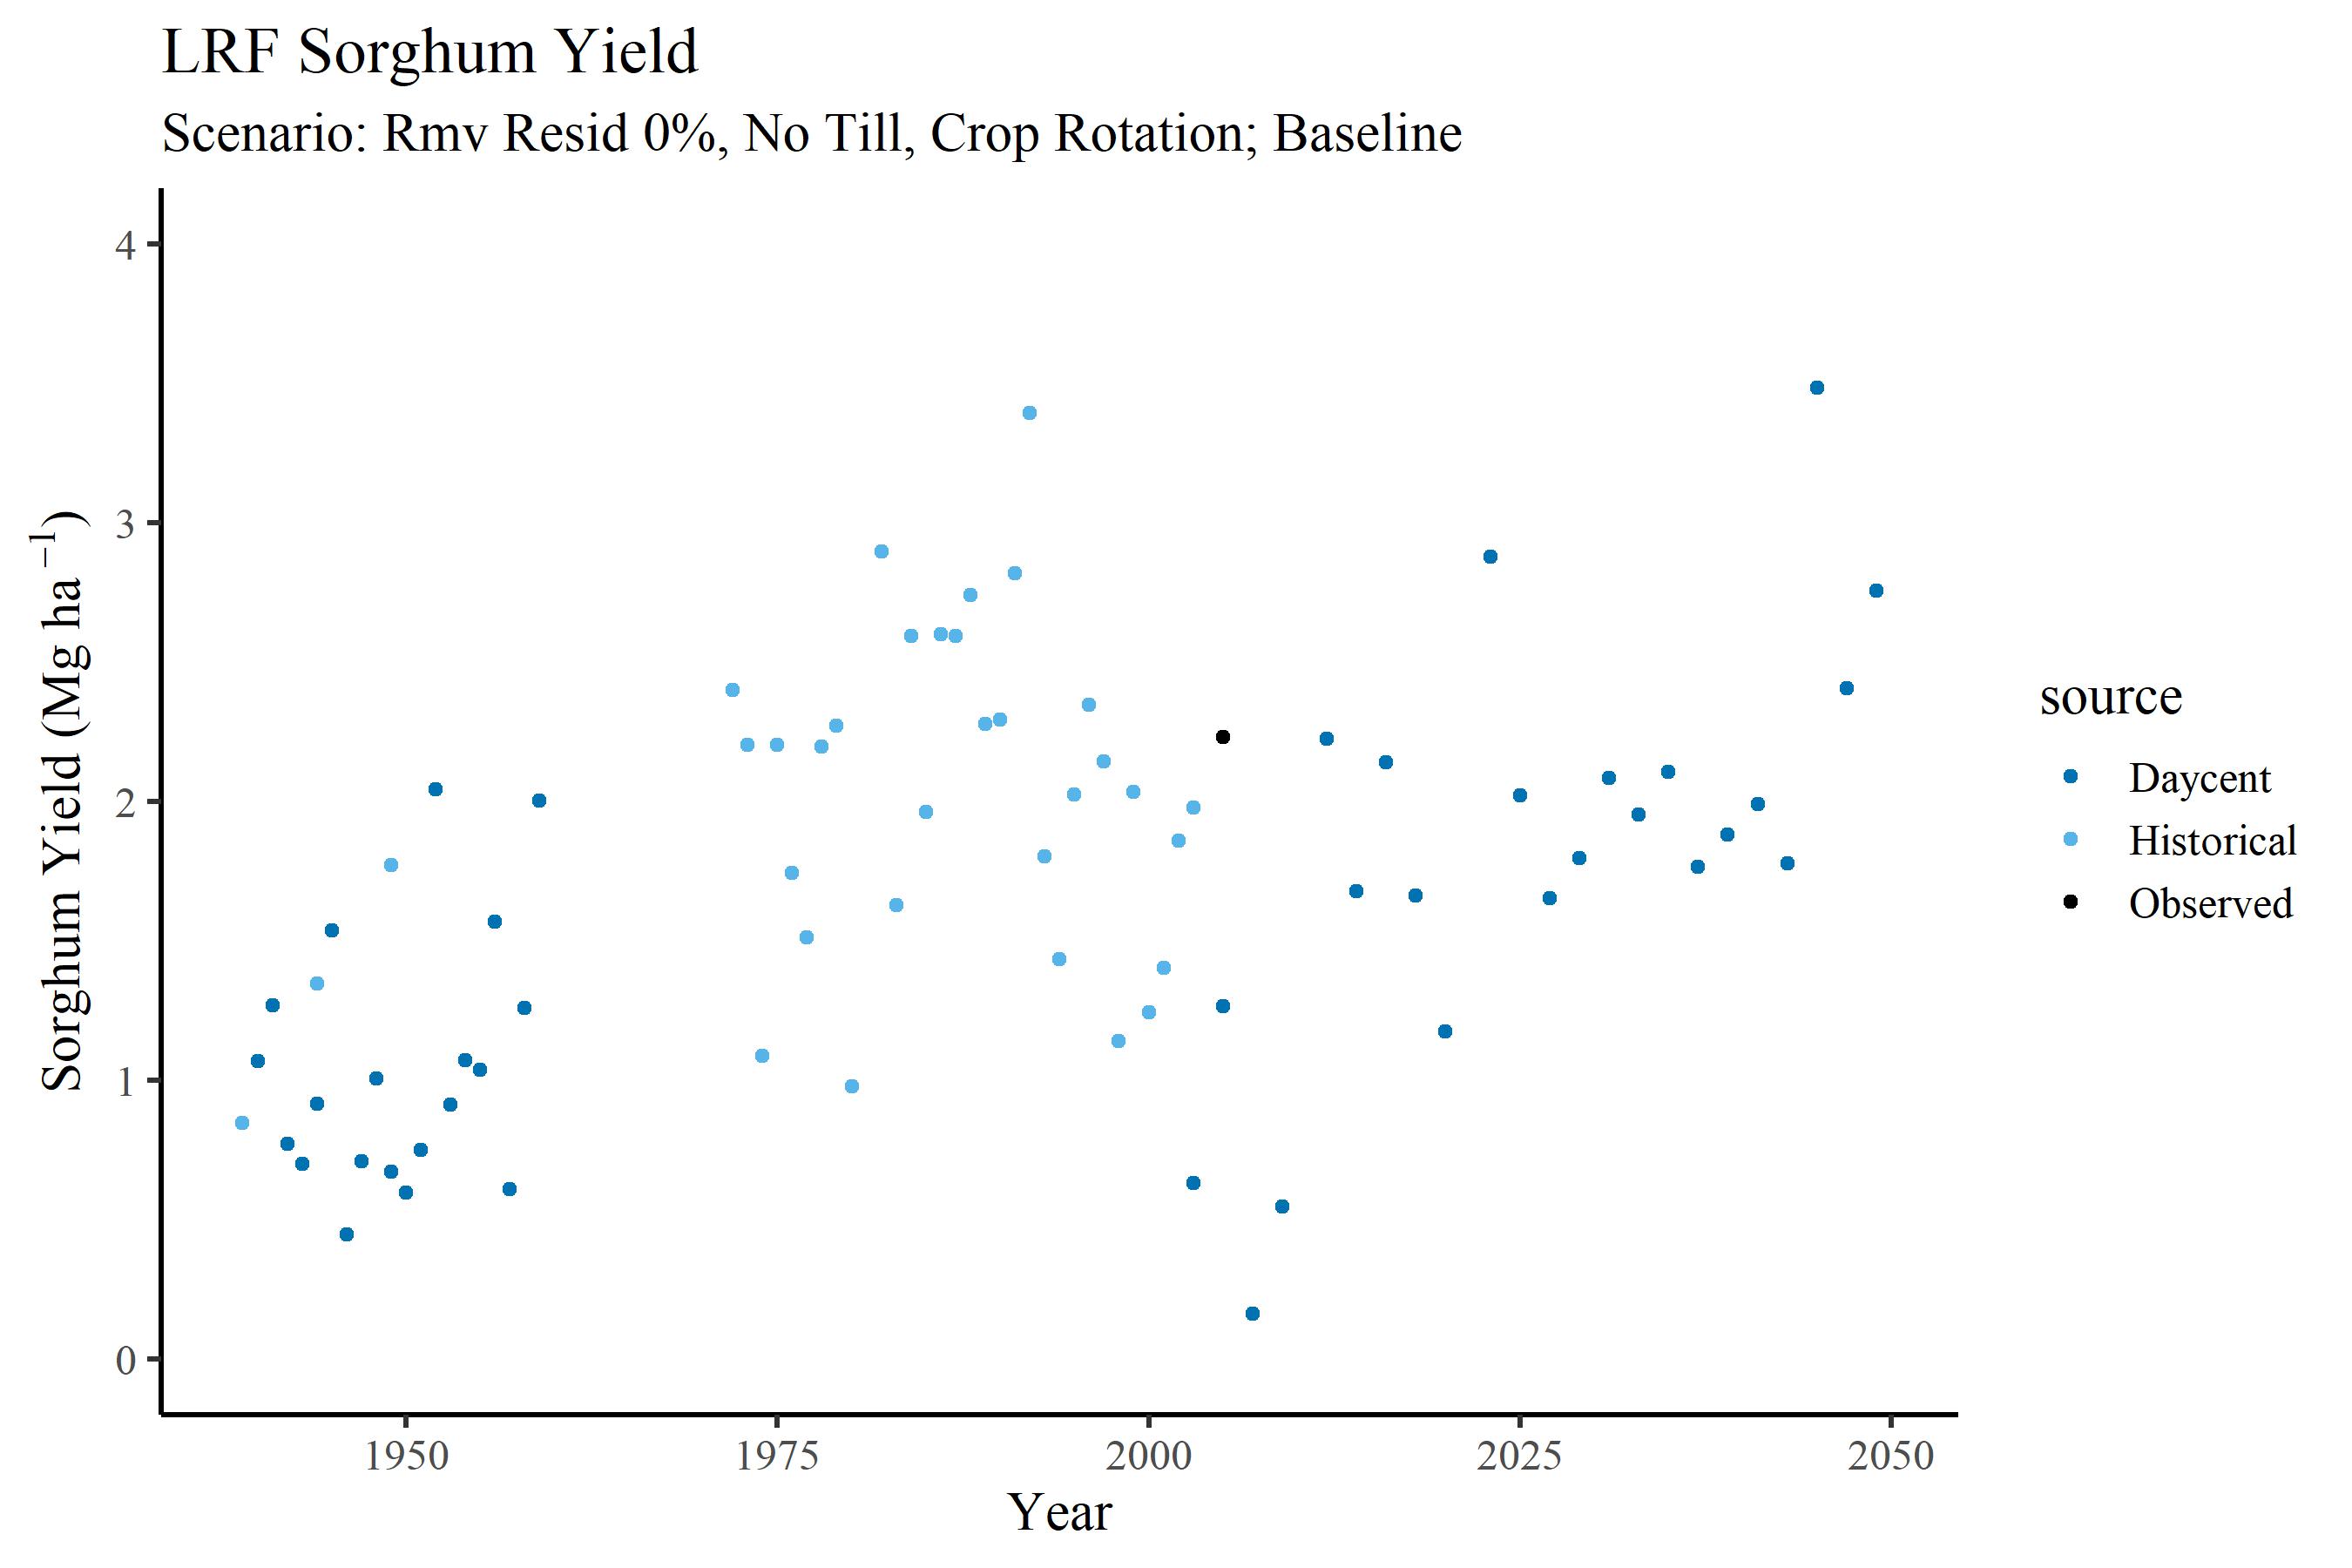 LRF Sorghum Yield
Scenario: Rmv Resid 0%, No Till, Crop Rotation; Baseline
Sorghum Yield (Mg ha −1)
4
3
2
1
0
1950 1975 2000 2025 2050
Year
source
Daycent
Historical
Observed